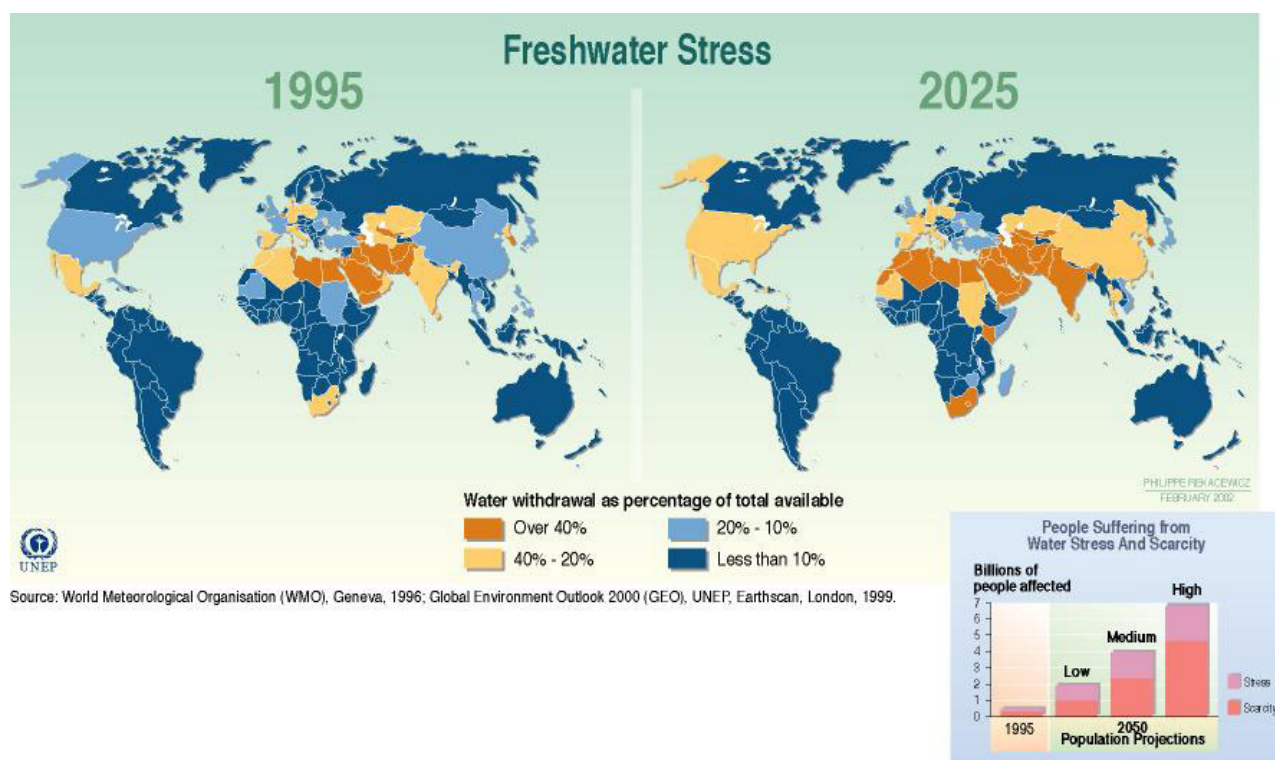 Freshwater Stress
1995
2025
PHILIPPE REKACEWICZ
FEBRUARY 2002
Water withdrawal as percentage of total available
Over 40%
20% - 10%
40% - 20%
Less than 10%
UNEP
Source: World Meteorological Organisation (WMO), Geneva, 1996; Global Environment Outlook 2000 (GEO), UNEP, Earthscan, London, 1999.
People Suffering from
Water Stress And Scarcity
Billions of
people affected
High
7
6
5
Medium
4
3
Low
2
1
0
Stress
Scarcity
1995
2050
Population Projections